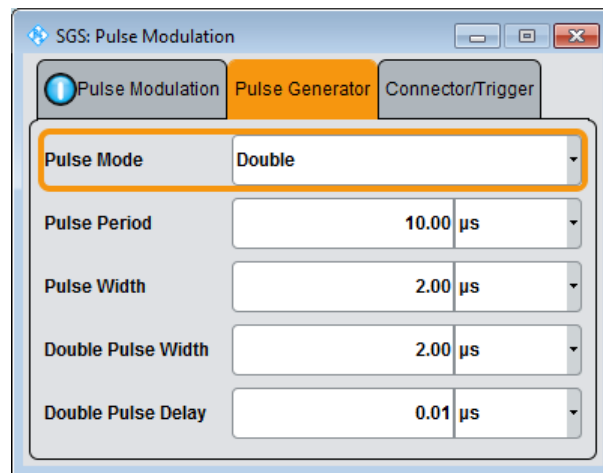 SGS: Pulse Modulation
Pulse Modulation Pulse Generator Connector/Trigger
Pulse Mode Double
Pulse Period 10.00 µs
Pulse Width 2.00 µs
Double Pulse Width 2.00 µs
Double Pulse Delay 0.01 µs